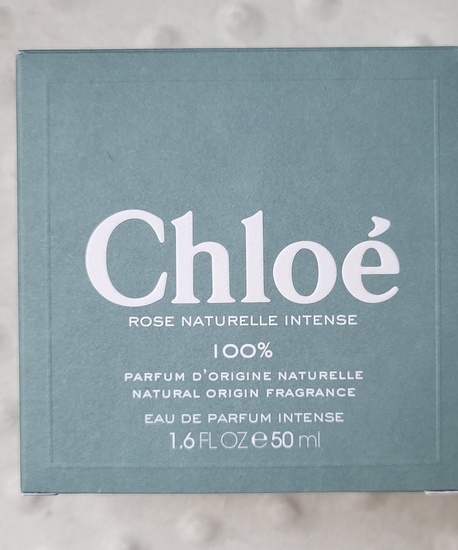 Chloé
ROSE NATURELLE INTENSE
100%
PARFUM D'ORIGINE NATURELLE
NATURAL ORIGIN FRAGRANCE
EAU DE PARFUM INTENSE
1.6 FL OZ e 50 ml